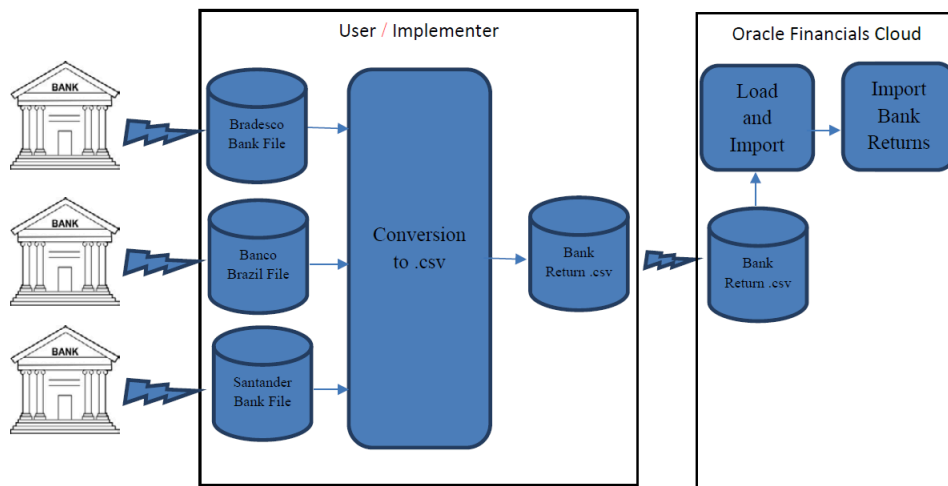 User / Implementer
Oracle Financials Cloud
BANK
Bradesco
Bank File
BANK
Banco
Brazil File
BANK
Santander
Bank File
Conversion
to .csv
Bank
Return .csv
Load
and
Import
Import
Bank
Returns
Bank
Return .csv